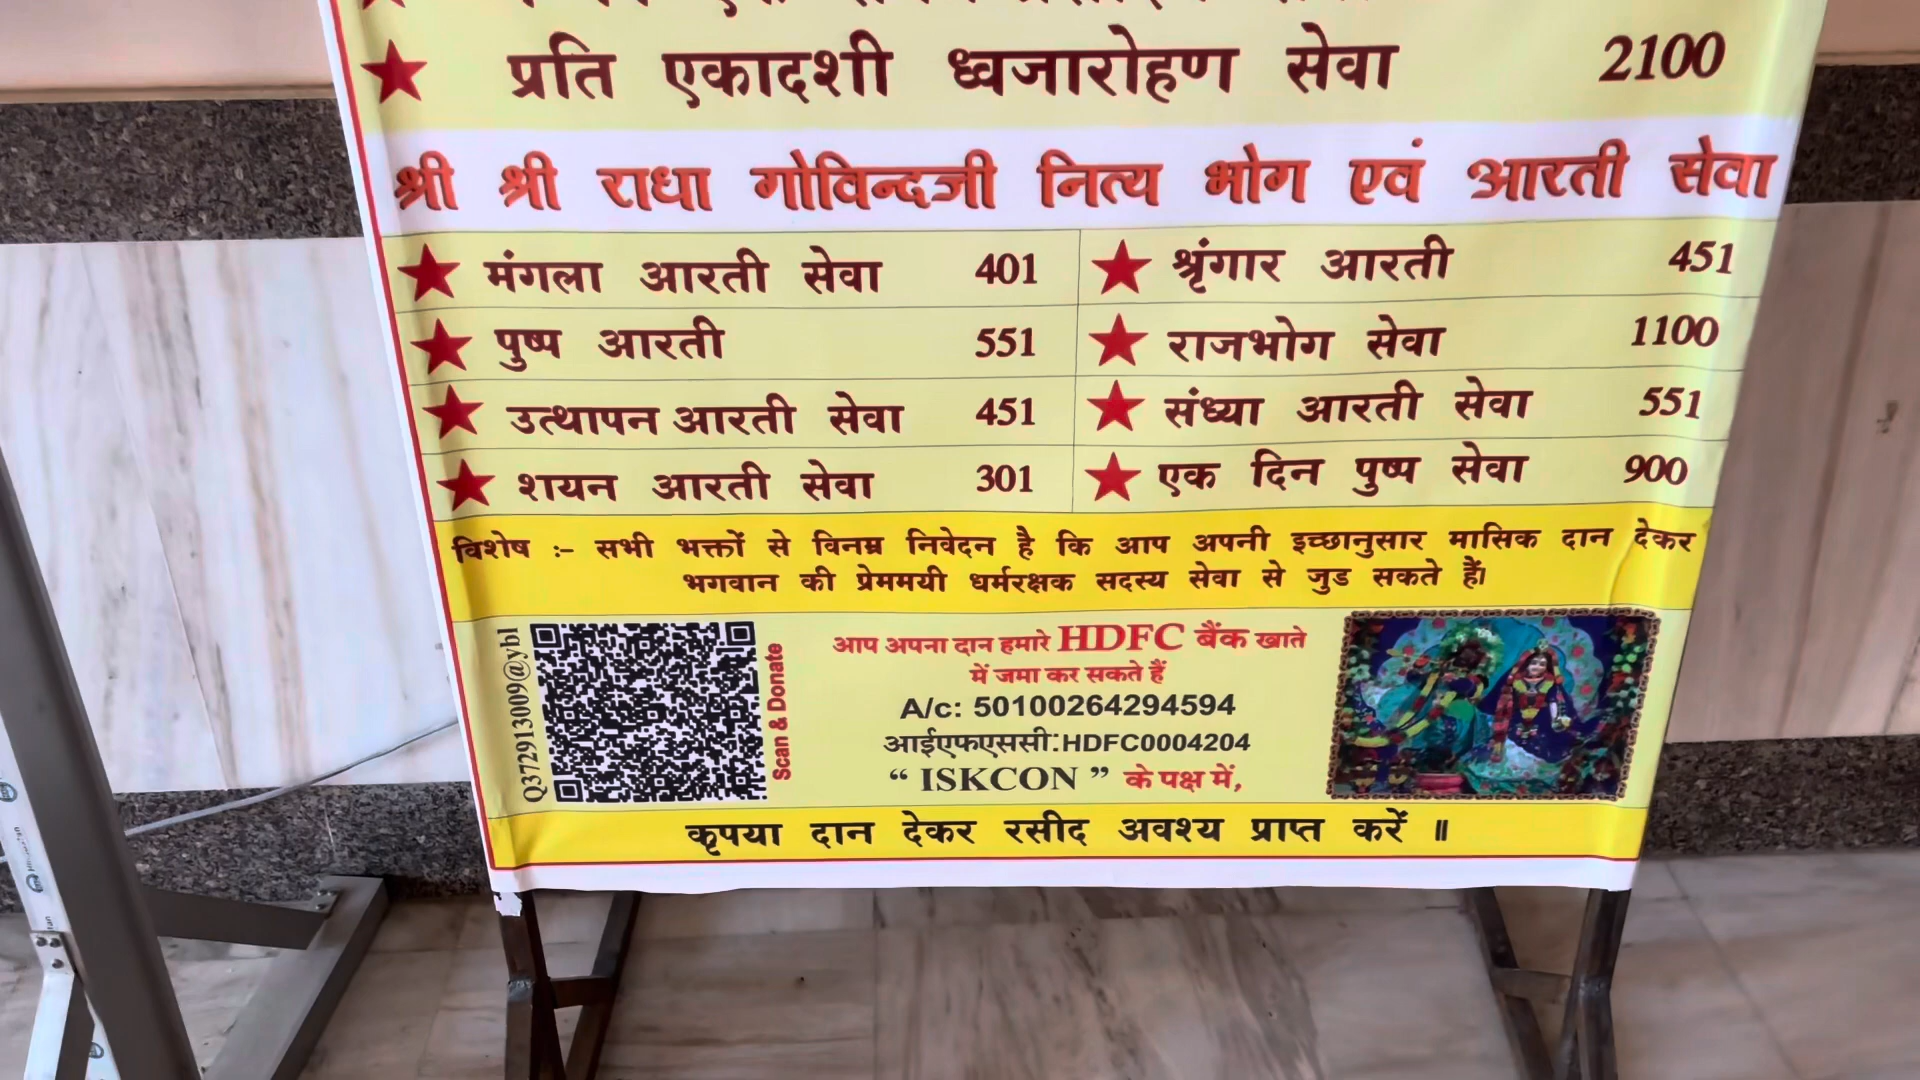 प्रति एकादशी ध्वजारोहण सेवा 2100
श्री श्री राधा गोविन्दजी नित्य भोग एवं आरती सेवा
मंगला आरती सेवा 401 श्रृंगार आरती 451
पुष्प आरती 551 राजभोग सेवा 1100
उत्थापन आरती सेवा 451 संध्या आरती सेवा 551
शयन आरती सेवा 301 एक दिन पुष्प सेवा 900
विशेष :- सभी भक्तों से विनम्र निवेदन है कि आप अपनी इच्छानुसार मासिक दान देकर
भगवान की प्रेममयी धर्मरक्षक सदस्य सेवा से जुड सकते हैं।
Q372913009@ybl
Scan & Donate
आप अपना दान हमारे HDFC बैंक खाते
में जमा कर सकते हैं
A/c: 50100264294594
आईएफएससी:HDFC0004204
“ ISKCON ” के पक्ष में,
कृपया दान देकर रसीद अवश्य प्राप्त करें ॥